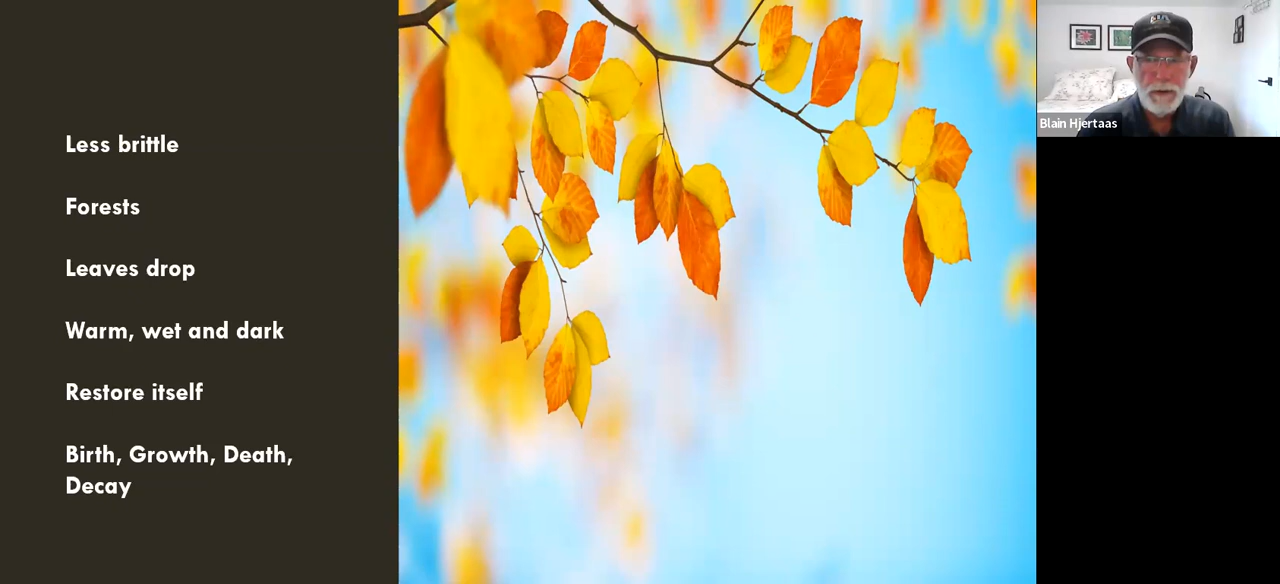 Less brittle
Forests
Leaves drop
Warm, wet and dark
Restore itself
Birth, Growth, Death,
Decay
Blain Hjertaas